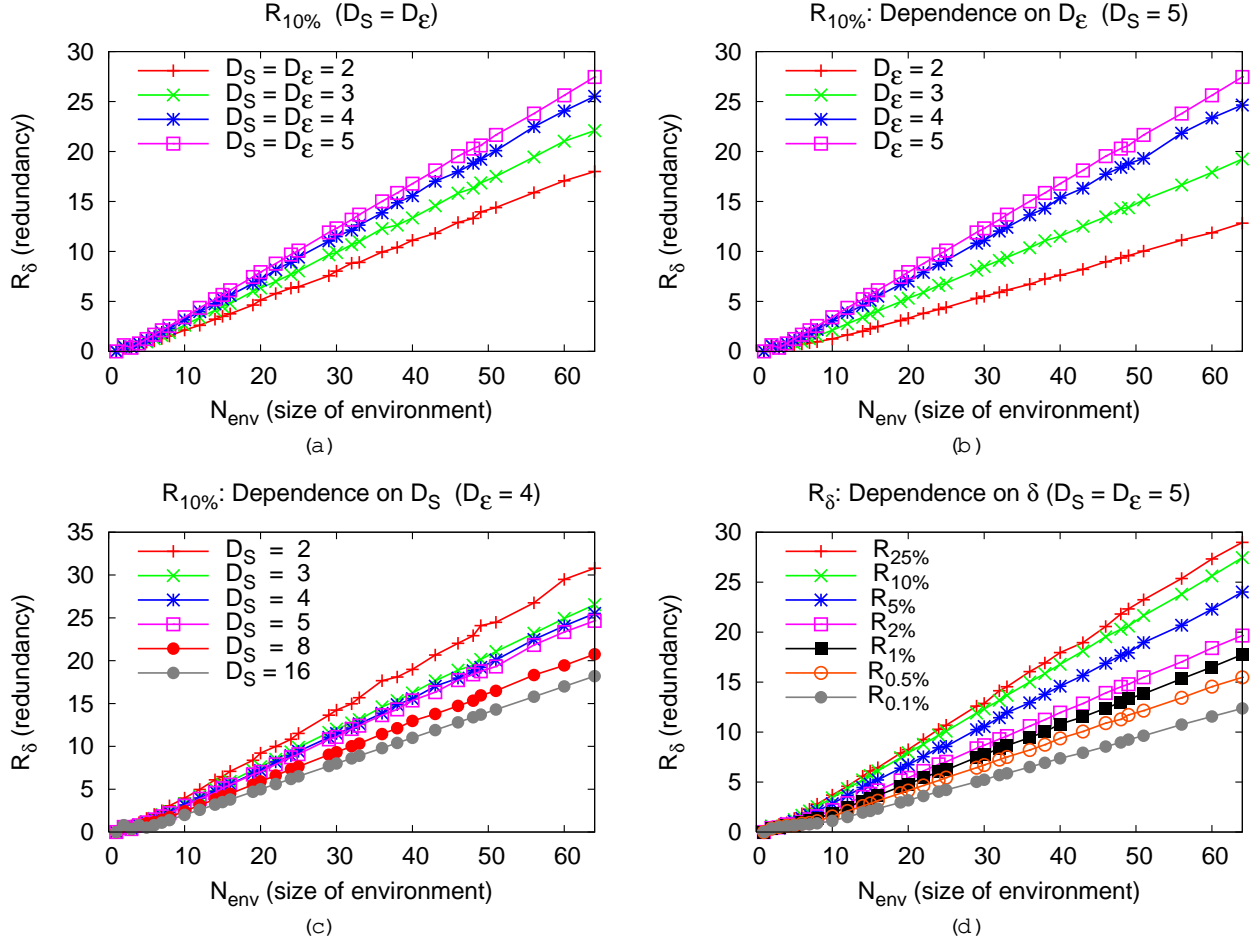 R10% (DS = Dε)
Rδ (redundancy)
30
25
20
15
10
5
0
DS = Dε = 2
DS = Dε = 3
DS = Dε = 4
DS = Dε = 5
0 10 20 30 40 50 60
Nenv (size of environment)
(a)
R10%: Dependence on Dε (DS = 5)
Rδ (redundancy)
30
25
20
15
10
5
0
Dε = 2
Dε = 3
Dε = 4
Dε = 5
0 10 20 30 40 50 60
Nenv (size of environment)
(b)
R10%: Dependence on DS (Dε = 4)
Rδ (redundancy)
35
30
25
20
15
10
5
0
DS = 2
DS = 3
DS = 4
DS = 5
DS = 8
DS = 16
0 10 20 30 40 50 60
Nenv (size of environment)
(c)
Rδ: Dependence on δ (DS = Dε = 5)
Rδ (redundancy)
30
25
20
15
10
5
0
R25%
R10%
R5%
R2%
R1%
R0.5%
R0.1%
0 10 20 30 40 50 60
Nenv (size of environment)
(d)